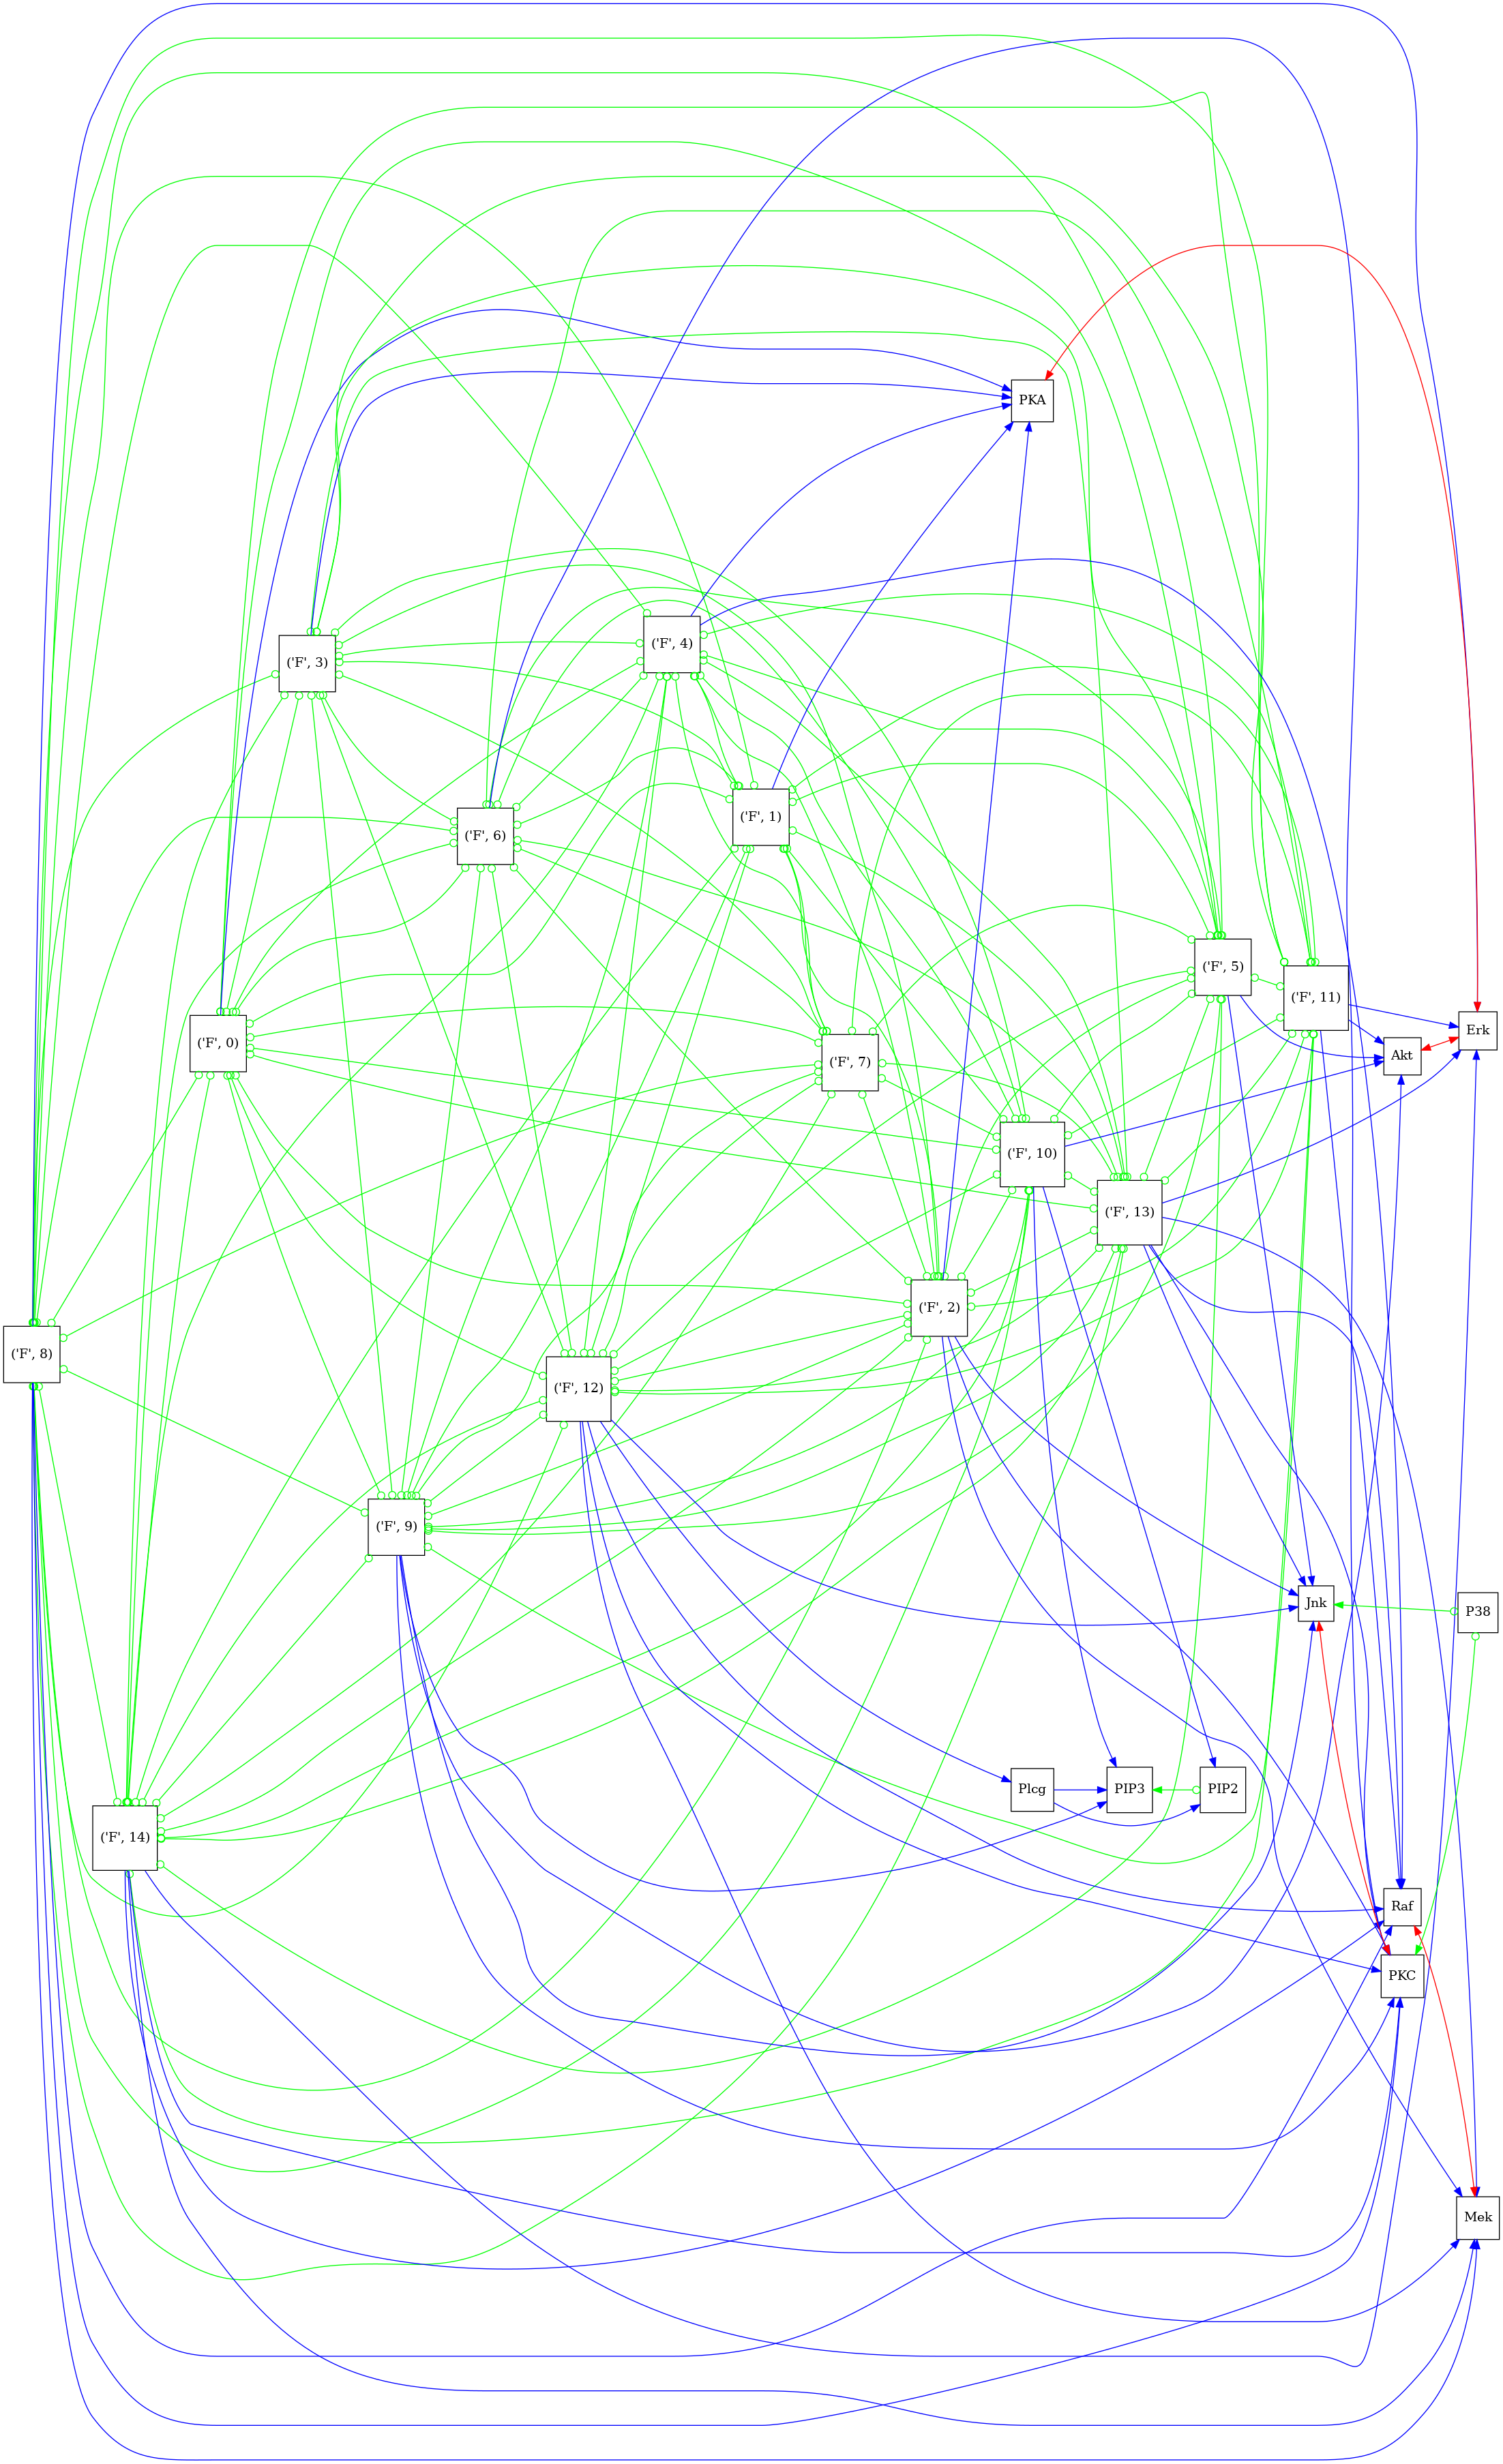 PKA
('F', 4)
('F', 3)
('F', 1)
('F', 6)
('F', 5)
('F', 11)
Erk
('F', 0)
Akt
('F', 7)
('F', 10)
('F', 13)
('F', 2)
('F', 8)
('F', 12)
('F', 9)
Jnk
P38
Plcg
PIP3
PIP2
('F', 14)
Raf
PKC
Mek